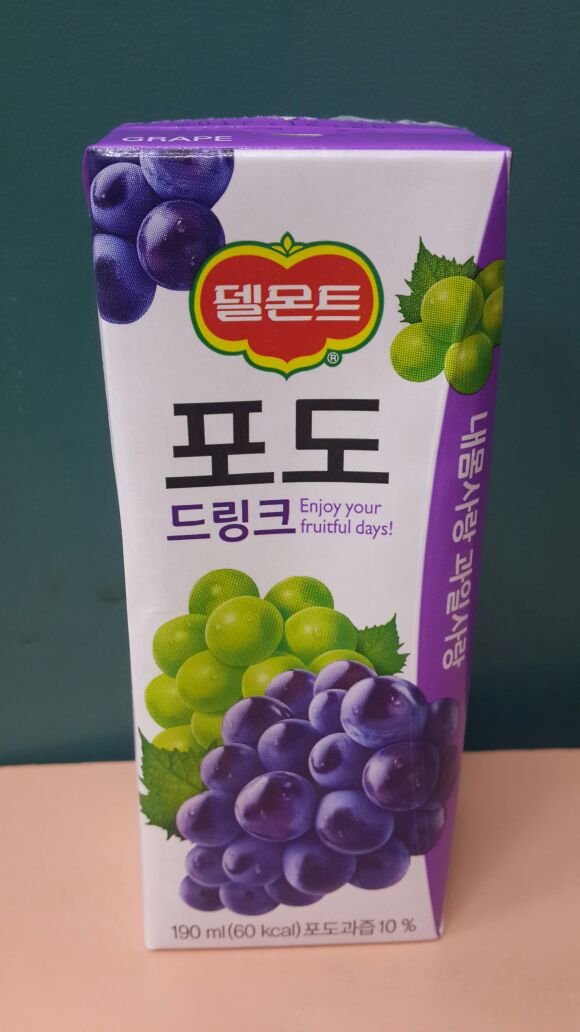 GRAPE
델몬트
®
포도
드링크
Enjoy your
fruitful days!
내몸사랑 과일사랑
190 ml(60 kcal) 포도과즙 10 %